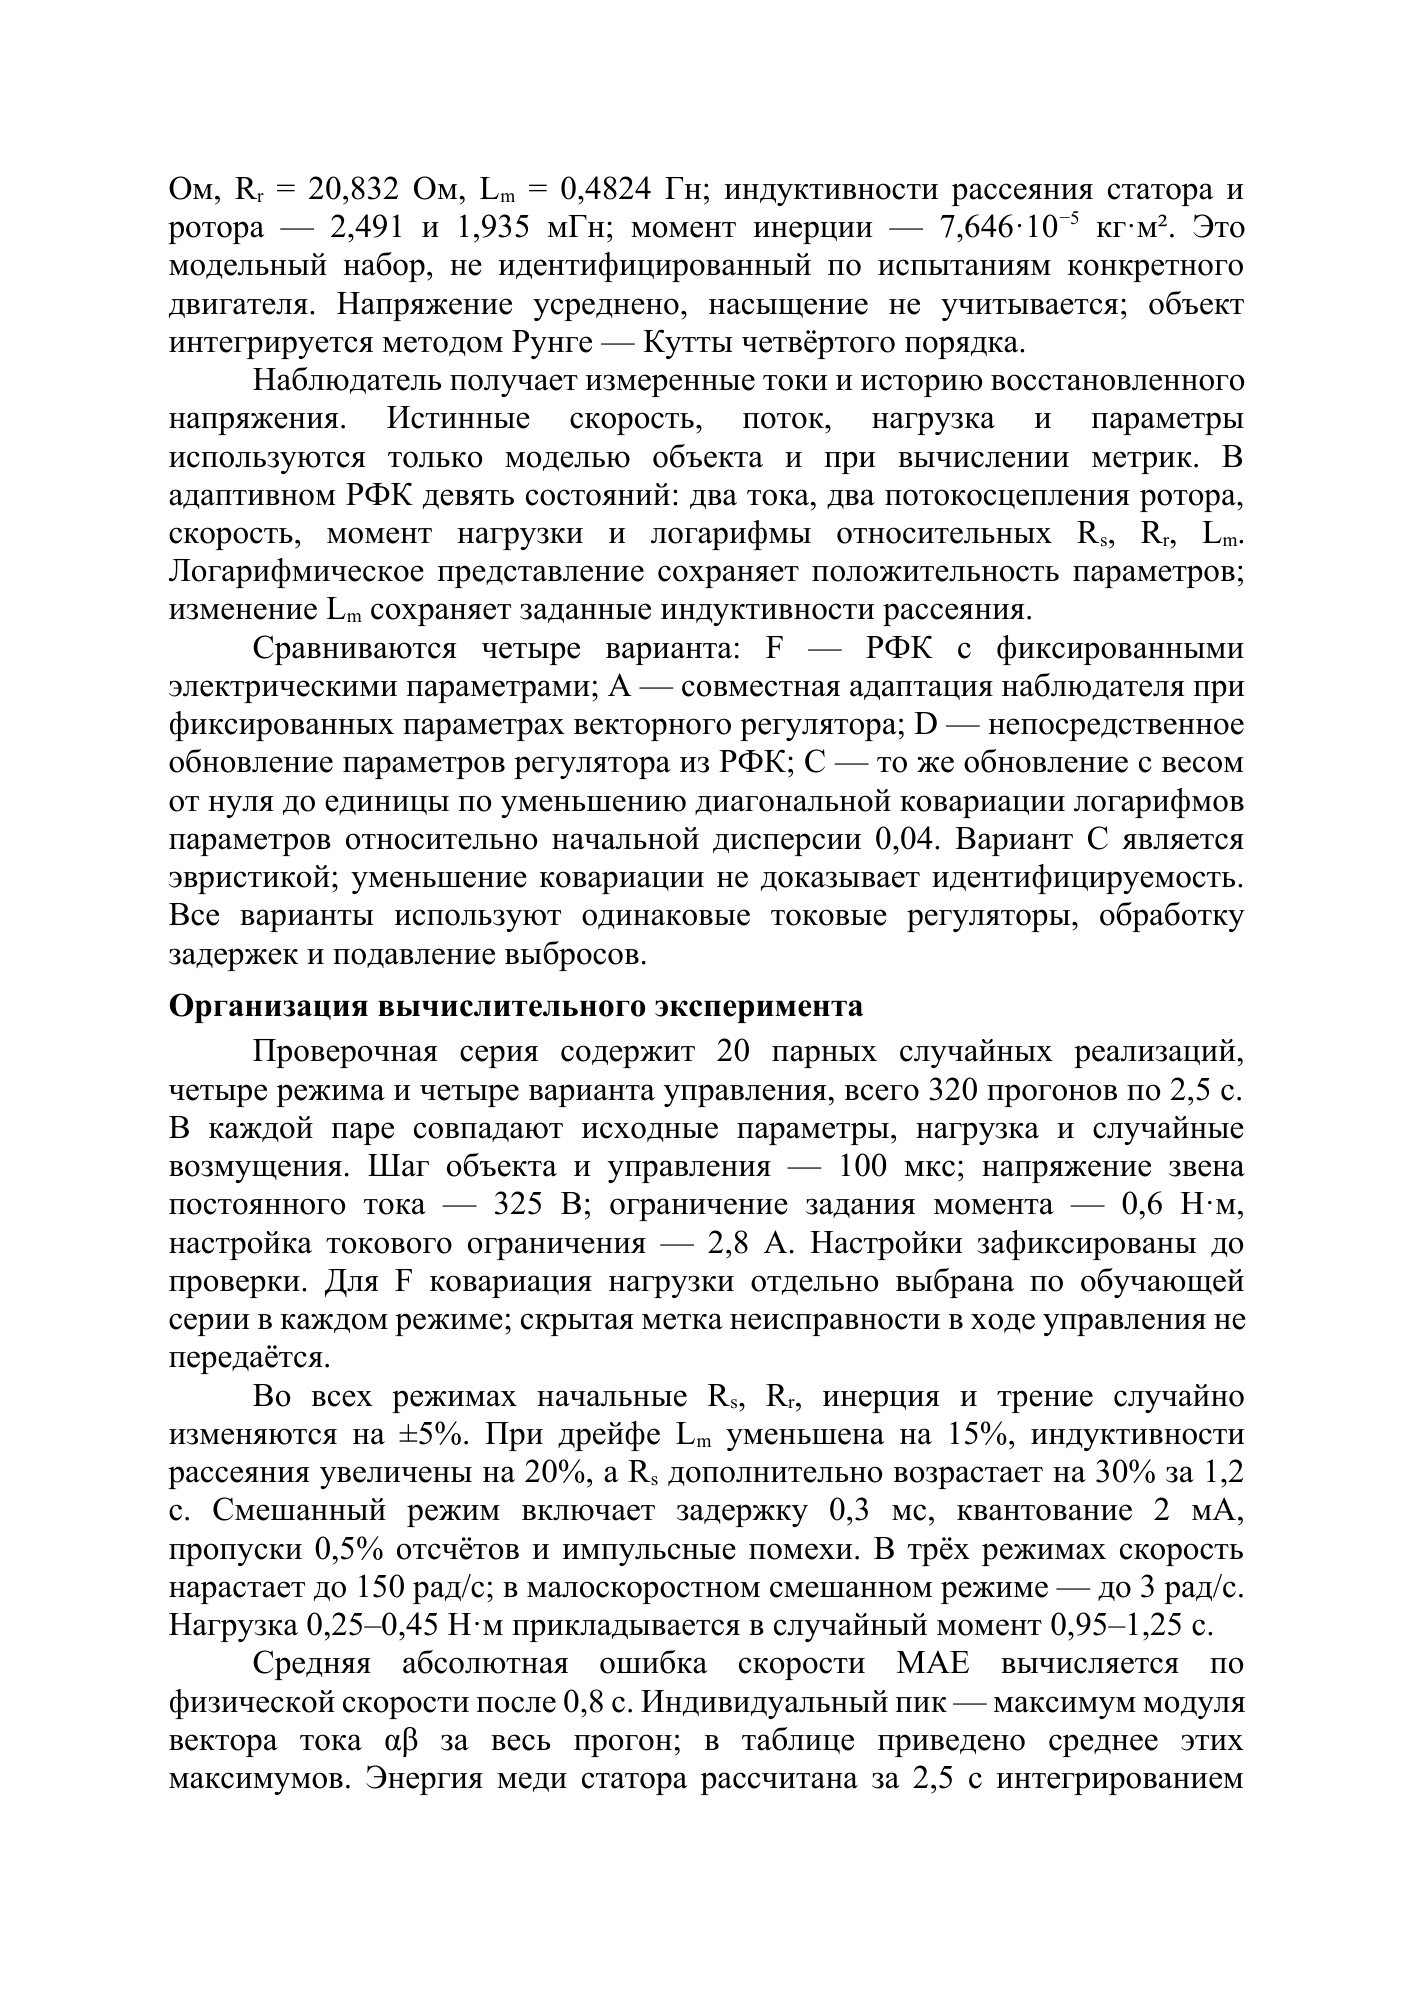 Ом, Rᵣ = 20,832 Ом, Lₘ = 0,4824 Гн; индуктивности рассеяния статора и
ротора — 2,491 и 1,935 мГн; момент инерции — 7,646·10⁻⁵ кг·м². Это
модельный набор, не идентифицированный по испытаниям конкретного
двигателя. Напряжение усреднено, насыщение не учитывается; объект
интегрируется методом Рунге — Кутты четвёртого порядка.
Наблюдатель получает измеренные токи и историю восстановленного
напряжения. Истинные скорость, поток, нагрузка и параметры
используются только моделью объекта и при вычислении метрик. В
адаптивном РФК девять состояний: два тока, два потокосцепления ротора,
скорость, момент нагрузки и логарифмы относительных Rₛ, Rᵣ, Lₘ.
Логарифмическое представление сохраняет положительность параметров;
изменение Lₘ сохраняет заданные индуктивности рассеяния.
Сравниваются четыре варианта: F — РФК с фиксированными
электрическими параметрами; A — совместная адаптация наблюдателя при
фиксированных параметрах векторного регулятора; D — непосредственное
обновление параметров регулятора из РФК; C — то же обновление с весом
от нуля до единицы по уменьшению диагональной ковариации логарифмов
параметров относительно начальной дисперсии 0,04. Вариант C является
эвристикой; уменьшение ковариации не доказывает идентифицируемость.
Все варианты используют одинаковые токовые регуляторы, обработку
задержек и подавление выбросов.
Организация вычислительного эксперимента
Проверочная серия содержит 20 парных случайных реализаций,
четыре режима и четыре варианта управления, всего 320 прогонов по 2,5 с.
В каждой паре совпадают исходные параметры, нагрузка и случайные
возмущения. Шаг объекта и управления — 100 мкс; напряжение звена
постоянного тока — 325 В; ограничение задания момента — 0,6 Н·м,
настройка токового ограничения — 2,8 А. Настройки зафиксированы до
проверки. Для F ковариация нагрузки отдельно выбрана по обучающей
серии в каждом режиме; скрытая метка неисправности в ходе управления не
передаётся.
Во всех режимах начальные Rₛ, Rᵣ, инерция и трение случайно
изменяются на ±5%. При дрейфе Lₘ уменьшена на 15%, индуктивности
рассеяния увеличены на 20%, а Rₛ дополнительно возрастает на 30% за 1,2
с. Смешанный режим включает задержку 0,3 мс, квантование 2 мА,
пропуски 0,5% отсчётов и импульсные помехи. В трёх режимах скорость
нарастает до 150 рад/с; в малоскоростном смешанном режиме — до 3 рад/с.
Нагрузка 0,25–0,45 Н·м прикладывается в случайный момент 0,95–1,25 с.
Средняя абсолютная ошибка скорости MAE вычисляется по
физической скорости после 0,8 с. Индивидуальный пик — максимум модуля
вектора тока αβ за весь прогон; в таблице приведено среднее этих
максимумов. Энергия меди статора рассчитана за 2,5 с интегрированием